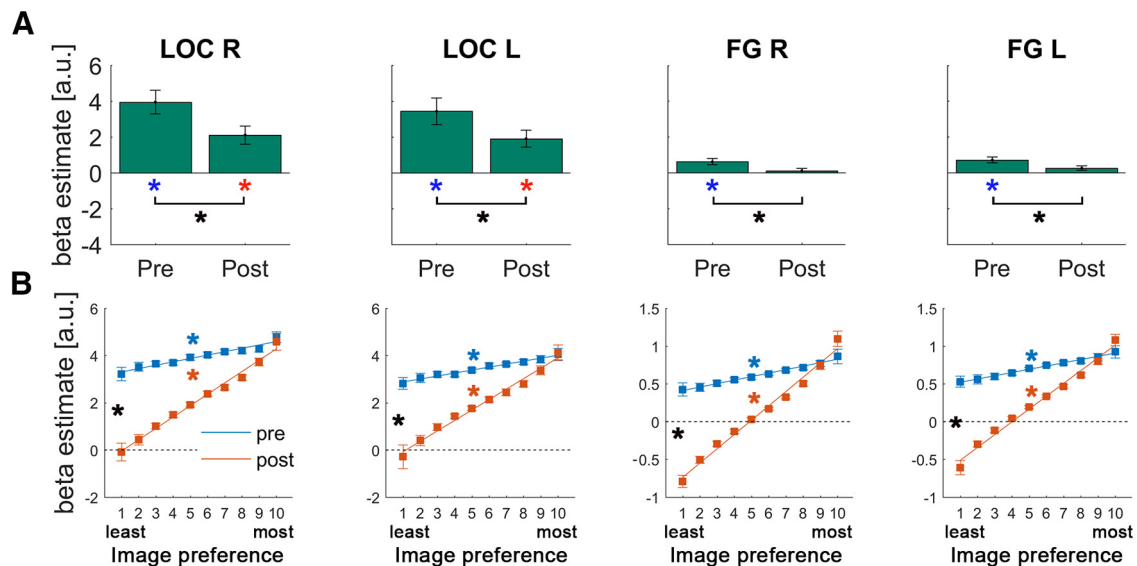 A
LOC R LOC L FG R FG L
beta estimate [a.u.]
6
4
2
0
-2
-4
* * * * * *
* * * *
Pre Post Pre Post Pre Post Pre Post
B
beta estimate [a.u.]
6 6 1.5 1.5
4 4 1 1
2 2 0.5 0.5
0 0 0 0
-0.5 -0.5
-2 -2 -1 -1
* * * *
* * * *
* * * *
pre
post
1 2 3 4 5 6 7 8 9 10 1 2 3 4 5 6 7 8 9 10 1 2 3 4 5 6 7 8 9 10 1 2 3 4 5 6 7 8 9 10
least most least most least most least most
Image preference Image preference Image preference Image preference